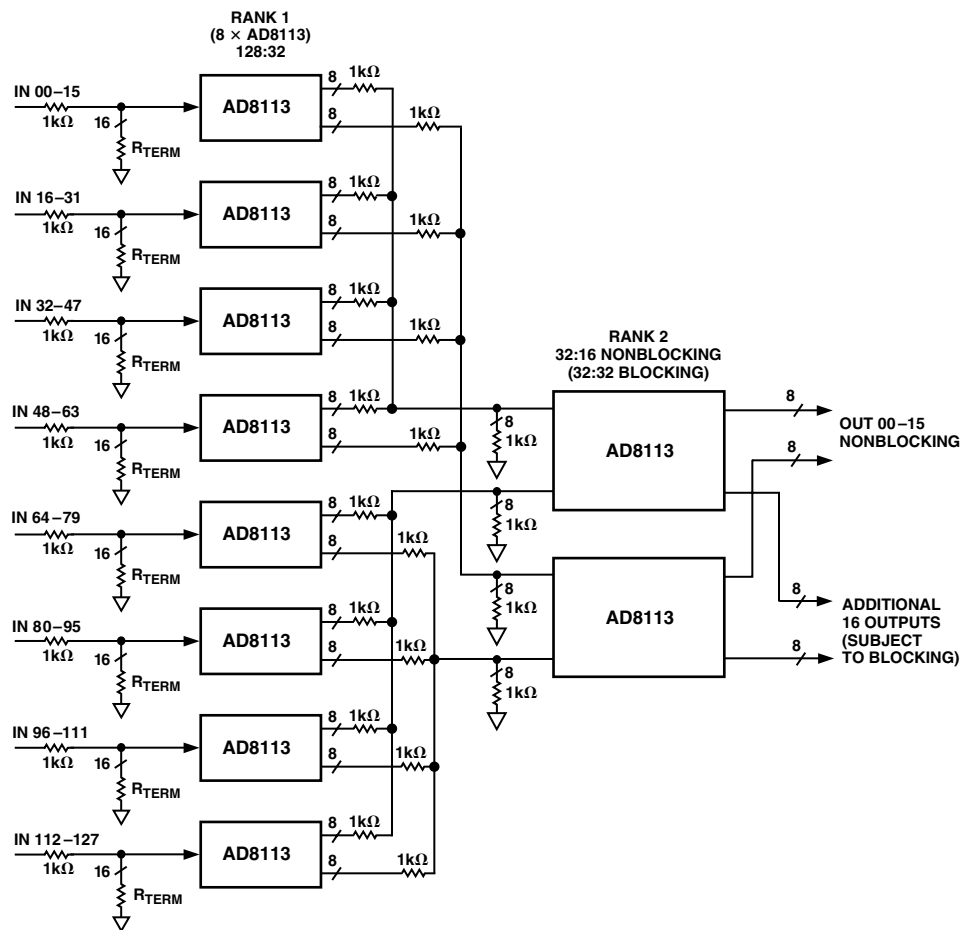 RANK 1
(8 × AD8113)
128:32
IN 00–15
1kΩ
16
RTERM
AD8113
8
1kΩ
8
1kΩ
IN 16–31
1kΩ
16
RTERM
AD8113
8
1kΩ
8
1kΩ
IN 32–47
1kΩ
16
RTERM
AD8113
8
1kΩ
8
1kΩ
IN 48–63
1kΩ
16
RTERM
AD8113
8
1kΩ
8
1kΩ
IN 64–79
1kΩ
16
RTERM
AD8113
8
1kΩ
8
1kΩ
IN 80–95
1kΩ
16
RTERM
AD8113
8
1kΩ
8
1kΩ
IN 96–111
1kΩ
16
RTERM
AD8113
8
1kΩ
8
1kΩ
IN 112–127
1kΩ
16
RTERM
AD8113
8
1kΩ
8
1kΩ
RANK 2
32:16 NONBLOCKING
(32:32 BLOCKING)
8
1kΩ
8
1kΩ
AD8113
8
1kΩ
8
1kΩ
AD8113
8
8
OUT 00–15
NONBLOCKING
8
8
ADDITIONAL
16 OUTPUTS
(SUBJECT
TO BLOCKING)